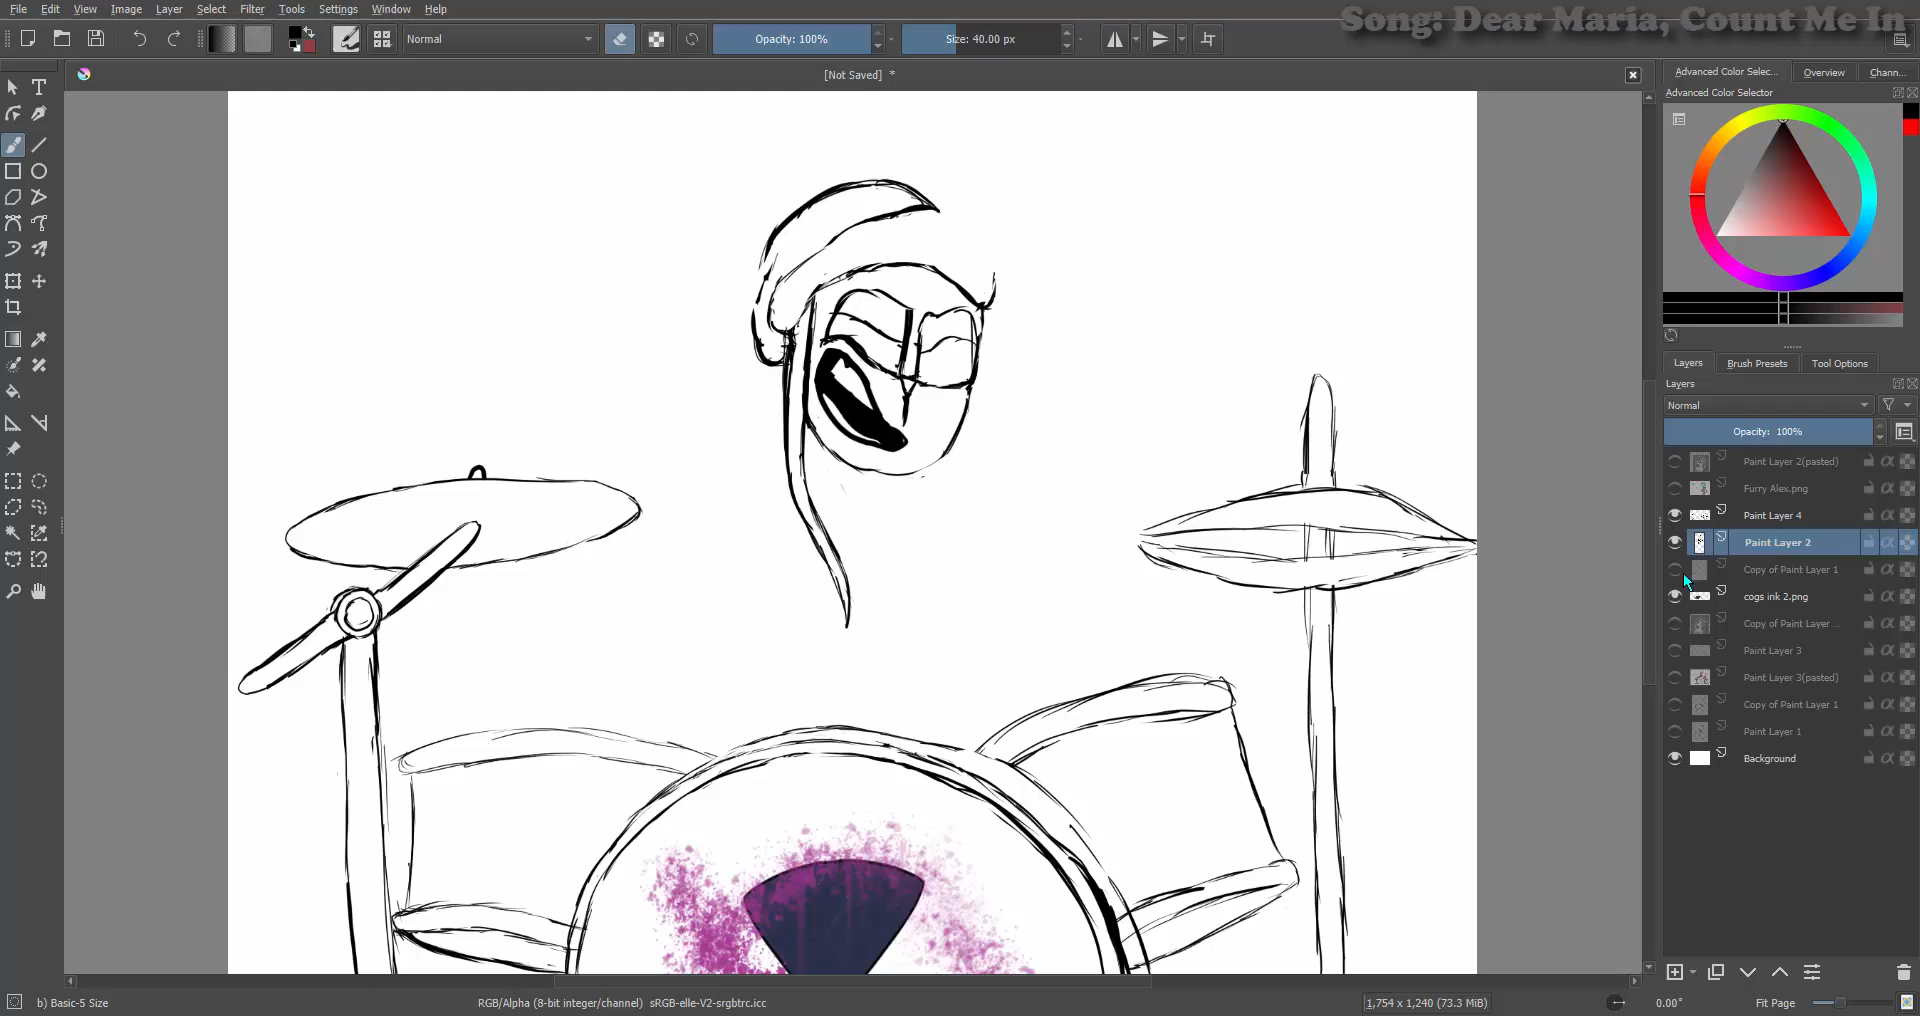 File Edit View Image Layer Select Filter Tools Settings Window Help
Song: Dear Maria, Count Me In
Normal
Opacity: 100%
Size: 40.00 px
[Not Saved] *
Advanced Color Selec...
Overview
Chann...
Advanced Color Selector
Layers
Brush Presets
Tool Options
Layers
Normal
Opacity: 100%
Paint Layer 2(pasted)
Furry Alex.png
Paint Layer 4
Paint Layer 2
Copy of Paint Layer 1
cogs ink 2.png
Copy of Paint Layer ...
Paint Layer 3
Paint Layer 3(pasted)
Copy of Paint Layer 1
Paint Layer 1
Background
b) Basic-5 Size
RGB/Alpha (8-bit integer/channel) sRGB-elle-V2-srgbtrc.icc
1,754 x 1,240 (73.3 MiB)
0.00°
Fit Page